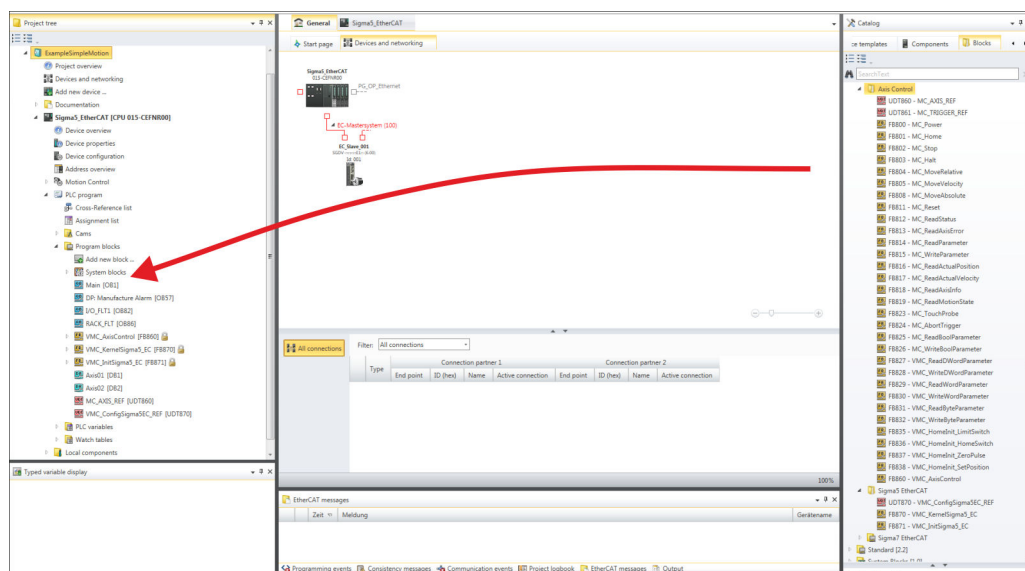 Project tree
ExampleSimpleMotion
Project overview
Devices and networking
Add new device ...
Documentation
Sigma5_EtherCAT [CPU 015-CEFNR00]
Device overview
Device properties
Device configuration
Address overview
Motion Control
PLC program
Cross-Reference list
Assignment list
Cams
Program blocks
Add new block ...
System blocks
Main [OB1]
DP: Manufacture Alarm [OB57]
I/O_FLT1 [OB82]
RACK_FLT [OB86]
VMC_AxisControl [FB860]
VMC_KernelSigma5_EC [FB870]
VMC_InitSigma5_EC [FB871]
Axis01 [DB1]
Axis02 [DB2]
MC_AXIS_REF [UDT860]
VMC_ConfigSigma5EC_REF [UDT870]
PLC variables
Watch tables
Local components
Typed variable display
General
Sigma5_EtherCAT
Start page
Devices and networking
Sigma5_EtherCAT
015-CEFNR00
PG_OP_Ethernet
EC-Mastersystem (100)
EC_Slave_001
Id: 001
All connections
Filter:
All connections
Type
Connection partner 1
Connection partner 2
End point
ID (hex)
Name
Active connection
End point
ID (hex)
Name
Active connection
100%
EtherCAT messages
Zeit
Meldung
Gerätename
Programming events
Consistency messages
Communication events
Project logbook
EtherCAT messages
Output
Catalog
ce templates
Components
Blocks
SearchText
Axis Control
UDT860 - MC_AXIS_REF
UDT861 - MC_TRIGGER_REF
FB800 - MC_Power
FB801 - MC_Home
FB802 - MC_Stop
FB803 - MC_Halt
FB804 - MC_MoveRelative
FB805 - MC_MoveVelocity
FB808 - MC_MoveAbsolute
FB811 - MC_Reset
FB812 - MC_ReadStatus
FB813 - MC_ReadAxisError
FB814 - MC_ReadParameter
FB815 - MC_WriteParameter
FB816 - MC_ReadActualPosition
FB817 - MC_ReadActualVelocity
FB818 - MC_ReadAxisInfo
FB819 - MC_ReadMotionState
FB823 - MC_TouchProbe
FB824 - MC_AbortTrigger
FB825 - MC_ReadBoolParameter
FB826 - MC_WriteBoolParameter
FB827 - VMC_ReadDWordParameter
FB828 - VMC_WriteDWordParameter
FB829 - VMC_ReadWordParameter
FB830 - VMC_WriteWordParameter
FB831 - VMC_ReadByteParameter
FB832 - VMC_WriteByteParameter
FB835 - VMC_HomeInit_LimitSwitch
FB836 - VMC_HomeInit_HomeSwitch
FB837 - VMC_HomeInit_ZeroPulse
FB838 - VMC_HomeInit_SetPosition
FB860 - VMC_AxisControl
Sigma5 EtherCAT
UDT870 - VMC_ConfigSigma5EC_REF
FB870 - VMC_KernelSigma5_EC
FB871 - VMC_InitSigma5_EC
Sigma7 EtherCAT
Standard [2.2]